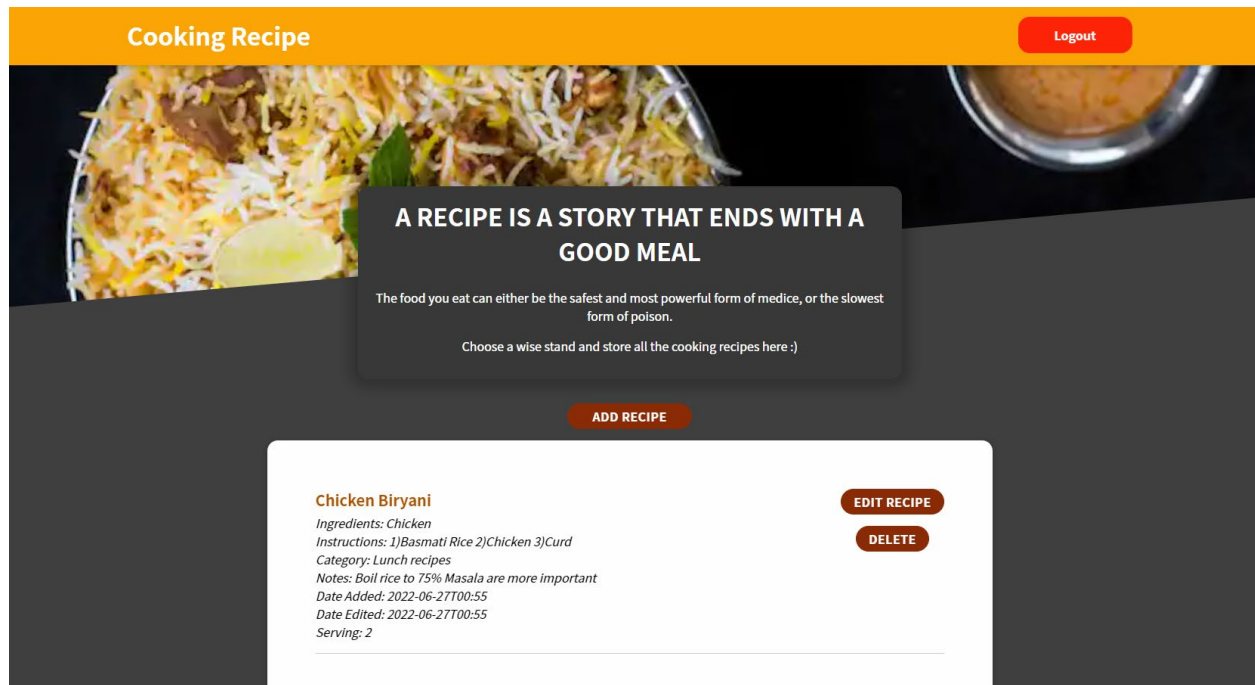 Cooking Recipe
Logout
A RECIPE IS A STORY THAT ENDS WITH A
GOOD MEAL
The food you eat can either be the safest and most powerful form of medice, or the slowest
form of poison.
Choose a wise stand and store all the cooking recipes here :)
ADD RECIPE
Chicken Biryani
EDIT RECIPE
Ingredients: Chicken
Instructions: 1)Basmati Rice 2)Chicken 3)Curd
DELETE
Category: Lunch recipes
Notes: Boil rice to 75% Masala are more important
Date Added: 2022-06-27T00:55
Date Edited: 2022-06-27T00:55
Serving: 2